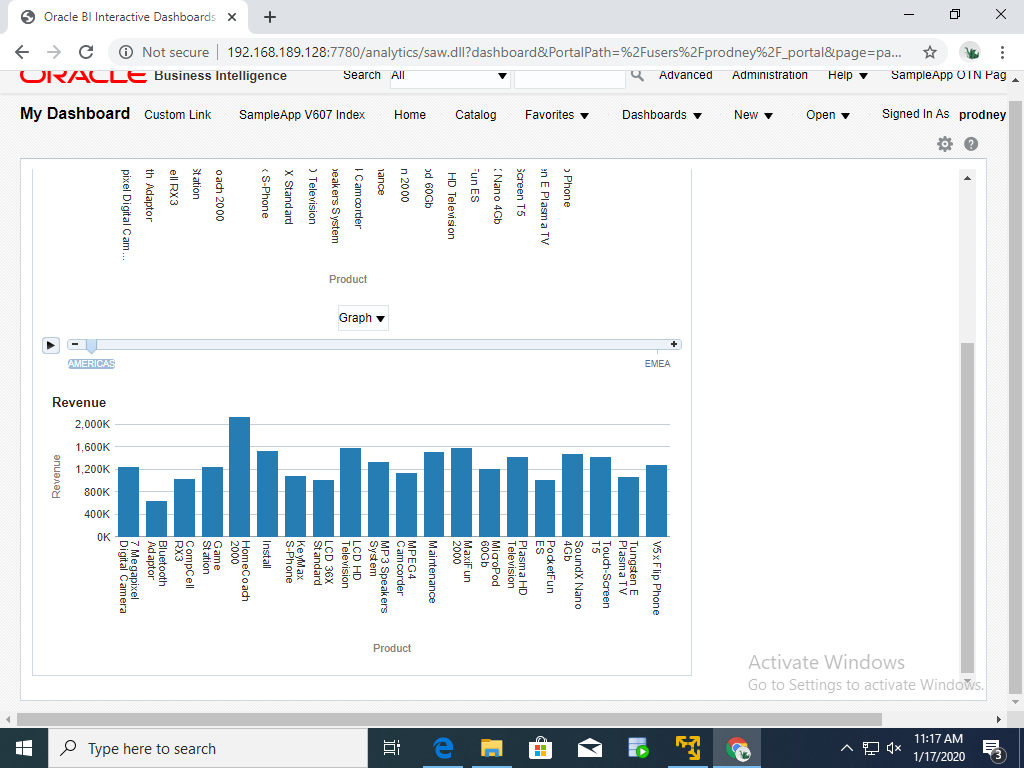 Oracle BI Interactive Dashboards
Not secure 192.168.189.128:7780/analytics/saw.dll?dashboard&PortalPath=%2Fusers%2Fprodney%2F_portal&page=pa...
ORACLE Business Intelligence Search All Advanced Administration Help SampleApp OTN Pag
My Dashboard Custom Link SampleApp V607 Index Home Catalog Favorites Dashboards New Open Signed In As prodney
pixel Digital Cam...
th Adaptor
ell RX3
Station
oach 2000
S-Phone
X Standard
Television
eakers System
Camcorder
ance
n 2000
od 60Gb
HD Television
un ES
Nano 4Gb
Screen T5
n E Plasma TV
Phone
Product
Graph
AMERICAS EMEA
Revenue
2,000K
1,600K
1,200K
800K
400K
0K
Revenue
7 Megapixel
Digital Camera
Bluetooth
Adaptor
CompCell
RX3
Game
Station
HomeCoach
2000
Install
KeyMax
S-Phone
LCD 36X
Standard
LCD HD
Television
MP3 Speakers
System
MPEG4
Camcorder
Maintenance
MaxiFun
2000
MicroPod
60Gb
Plasma HD
Television
PocketFun
ES
SoundX Nano
4Gb
Touch-Screen
T5
Tungsten E
Plasma TV
V5x Flip Phone
Product
Activate Windows
Go to Settings to activate Windows.
Type here to search
11:17 AM
1/17/2020
3